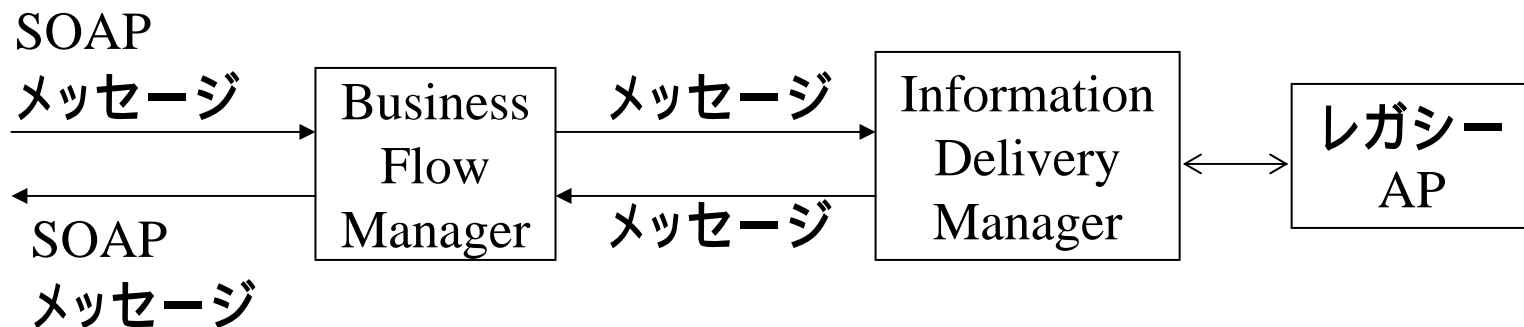 SOAP
メッセージ
Business
Flow
Manager
メッセージ
メッセージ
Information
Delivery
Manager
レガシー
AP
SOAP
メッセージ